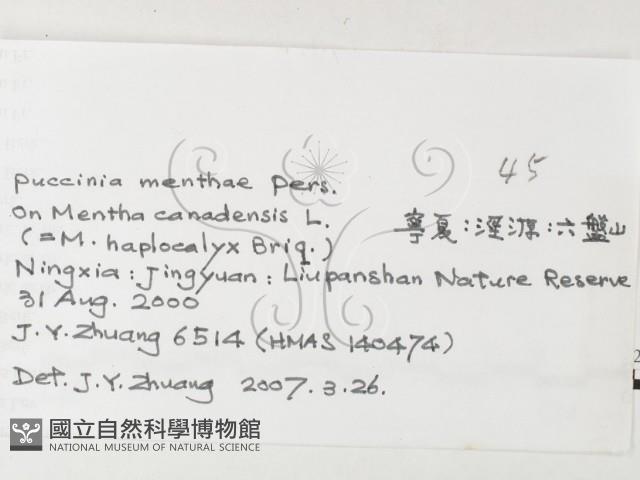 45
Puccinia menthae Pers.
On Mentha canadensis L.
(=M. haplocalyx Briq.)
寧夏:涇源:六盤山
Ningxia: Jingyuan: Liupanshan Nature Reserve
31 Aug. 2000
J.Y. Zhuang 6514 (HMAS 140474)
Det. J.Y. Zhuang 2007.3.26.
國立自然科學博物館
NATIONAL MUSEUM OF NATURAL SCIENCE